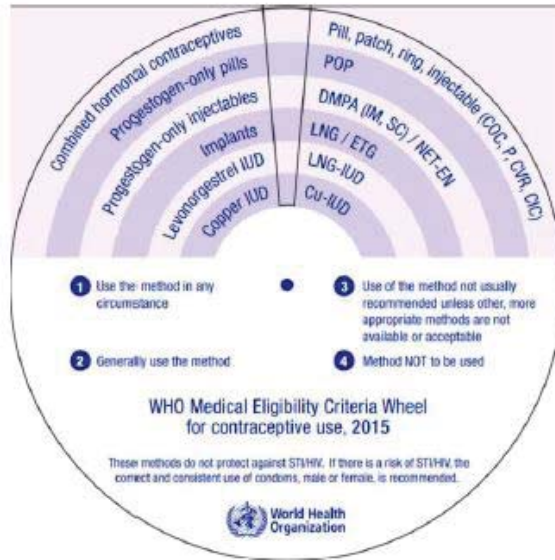 Combined hormonal contraceptives
Pill, patch, ring, injectable (COC, P, CVR, CIC)
Progestogen-only pills
POP
Progestogen-only injectables
DMPA (IM, SC) / NET-EN
Implants
LNG / ETG
Levonorgestrel IUD
LNG-IUD
Copper IUD
Cu-IUD
1 Use the method in any
circumstance
2 Generally use the method
3 Use of the method not usually
recommended unless other, more
appropriate methods are not
available or acceptable
4 Method NOT to be used
WHO Medical Eligibility Criteria Wheel
for contraceptive use, 2015
These methods do not protect against STI/HIV. If there is a risk of STI/HIV, the
correct and consistent use of condoms, male or female, is recommended.
World Health
Organization